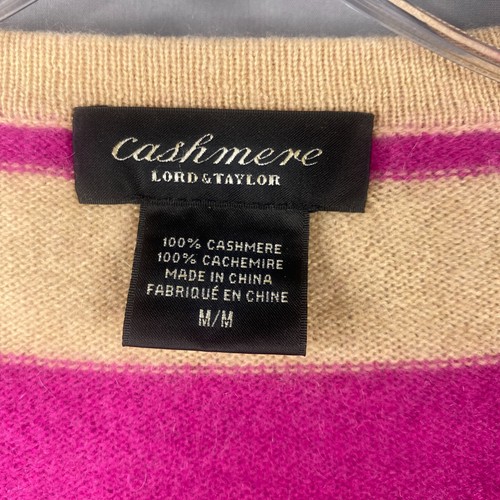 cashmere
LORD & TAYLOR
100% CASHMERE
100% CACHEMIRE
MADE IN CHINA
FABRIQUÉ EN CHINE
M/M